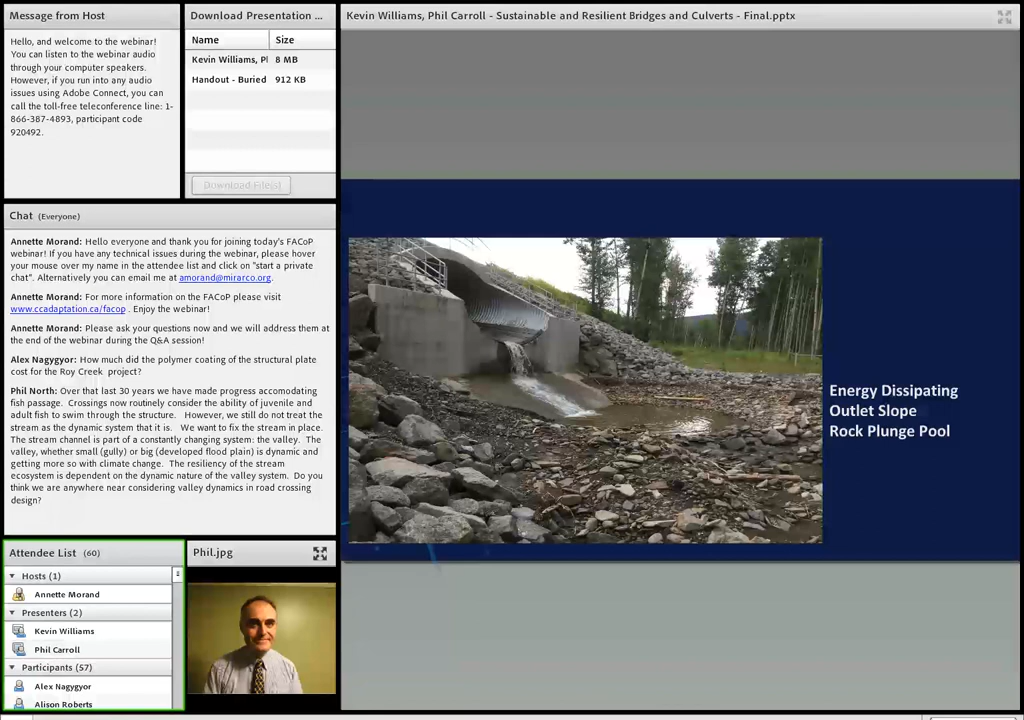 Message from Host
Hello, and welcome to the webinar!
You can listen to the webinar audio
through your computer speakers.
However, if you run into any audio
issues using Adobe Connect, you can
call the toll-free teleconference line: 1-
866-387-4893, participant code
920492.
Download Presentation ...
Name Size
Kevin Williams, Pl 8 MB
Handout - Buried 912 KB
Download File(s)
Chat (Everyone)
Annette Morand: Hello everyone and thank you for joining today's FACoP
webinar! If you have any technical issues during the webinar, please hover
your mouse over my name in the attendee list and click on "start a private
chat". Alternatively you can email me at amorand@mirarco.org.
Annette Morand: For more information on the FACoP please visit
www.ccadaptation.ca/facop . Enjoy the webinar!
Annette Morand: Please ask your questions now and we will address them at
the end of the webinar during the Q&A session!
Alex Nagygyor: How much did the polymer coating of the structural plate
cost for the Roy Creek project?
Phil North: Over that last 30 years we have made progress accomodating
fish passage. Crossings now routinely consider the ability of juvenile and
adult fish to swim through the structure. However, we still do not treat the
stream as the dynamic system that it is. We want to fix the stream in place.
The stream channel is part of a constantly changing system: the valley. The
valley, whether small (gully) or big (developed flood plain) is dynamic and
getting more so with climate change. The resiliency of the stream
ecosystem is dependent on the dynamic nature of the valley system. Do you
think we are anywhere near considering valley dynamics in road crossing
design?
Attendee List (60)
Hosts (1)
Annette Morand
Presenters (2)
Kevin Williams
Phil Carroll
Participants (57)
Alex Nagygyor
Alison Roberts
Phil.jpg
Kevin Williams, Phil Carroll - Sustainable and Resilient Bridges and Culverts - Final.pptx
Energy Dissipating
Outlet Slope
Rock Plunge Pool